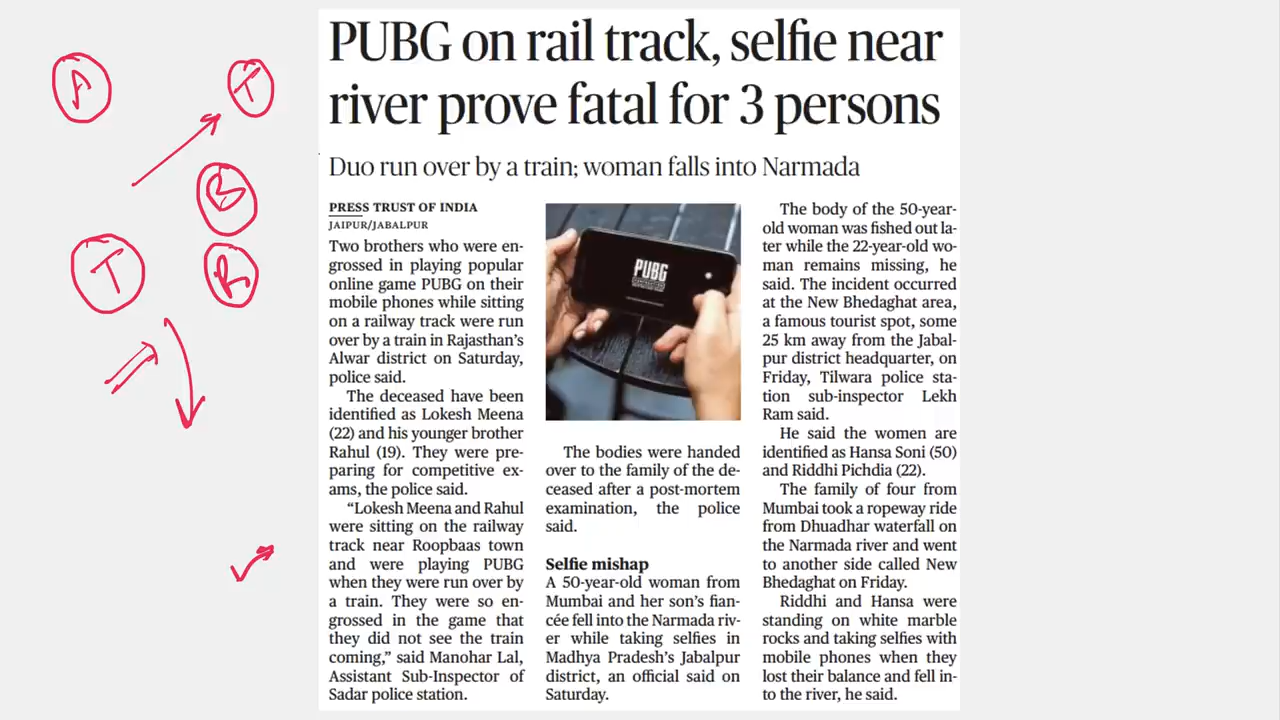 A
T
B
T
R
PUBG on rail track, selfie near
river prove fatal for 3 persons
Duo run over by a train; woman falls into Narmada
PRESS TRUST OF INDIA
JAIPUR/JABALPUR
Two brothers who were en-
grossed in playing popular
online game PUBG on their
mobile phones while sitting
on a railway track were run
over by a train in Rajasthan's
Alwar district on Saturday,
police said.
The deceased have been
identified as Lokesh Meena
(22) and his younger brother
Rahul (19). They were pre-
paring for competitive ex-
ams, the police said.
“Lokesh Meena and Rahul
were sitting on the railway
track near Roopbaas town
and were playing PUBG
when they were run over by
a train. They were so en-
grossed in the game that
they did not see the train
coming,” said Manohar Lal,
Assistant Sub-Inspector of
Sadar police station.
PUBG
The bodies were handed
over to the family of the de-
ceased after a post-mortem
examination, the police
said.
Selfie mishap
A 50-year-old woman from
Mumbai and her son's fian-
cée fell into the Narmada riv-
er while taking selfies in
Madhya Pradesh's Jabalpur
district, an official said on
Saturday.
The body of the 50-year-
old woman was fished out la-
ter while the 22-year-old wo-
man remains missing, he
said. The incident occurred
at the New Bhedaghat area,
a famous tourist spot, some
25 km away from the Jabal-
pur district headquarter, on
Friday, Tilwara police sta-
tion sub-inspector Lekh
Ram said.
He said the women are
identified as Hansa Soni (50)
and Riddhi Pichdia (22).
The family of four from
Mumbai took a ropeway ride
from Dhuadhar waterfall on
the Narmada river and went
to another side called New
Bhedaghat on Friday.
Riddhi and Hansa were
standing on white marble
rocks and taking selfies with
mobile phones when they
lost their balance and fell in-
to the river, he said.